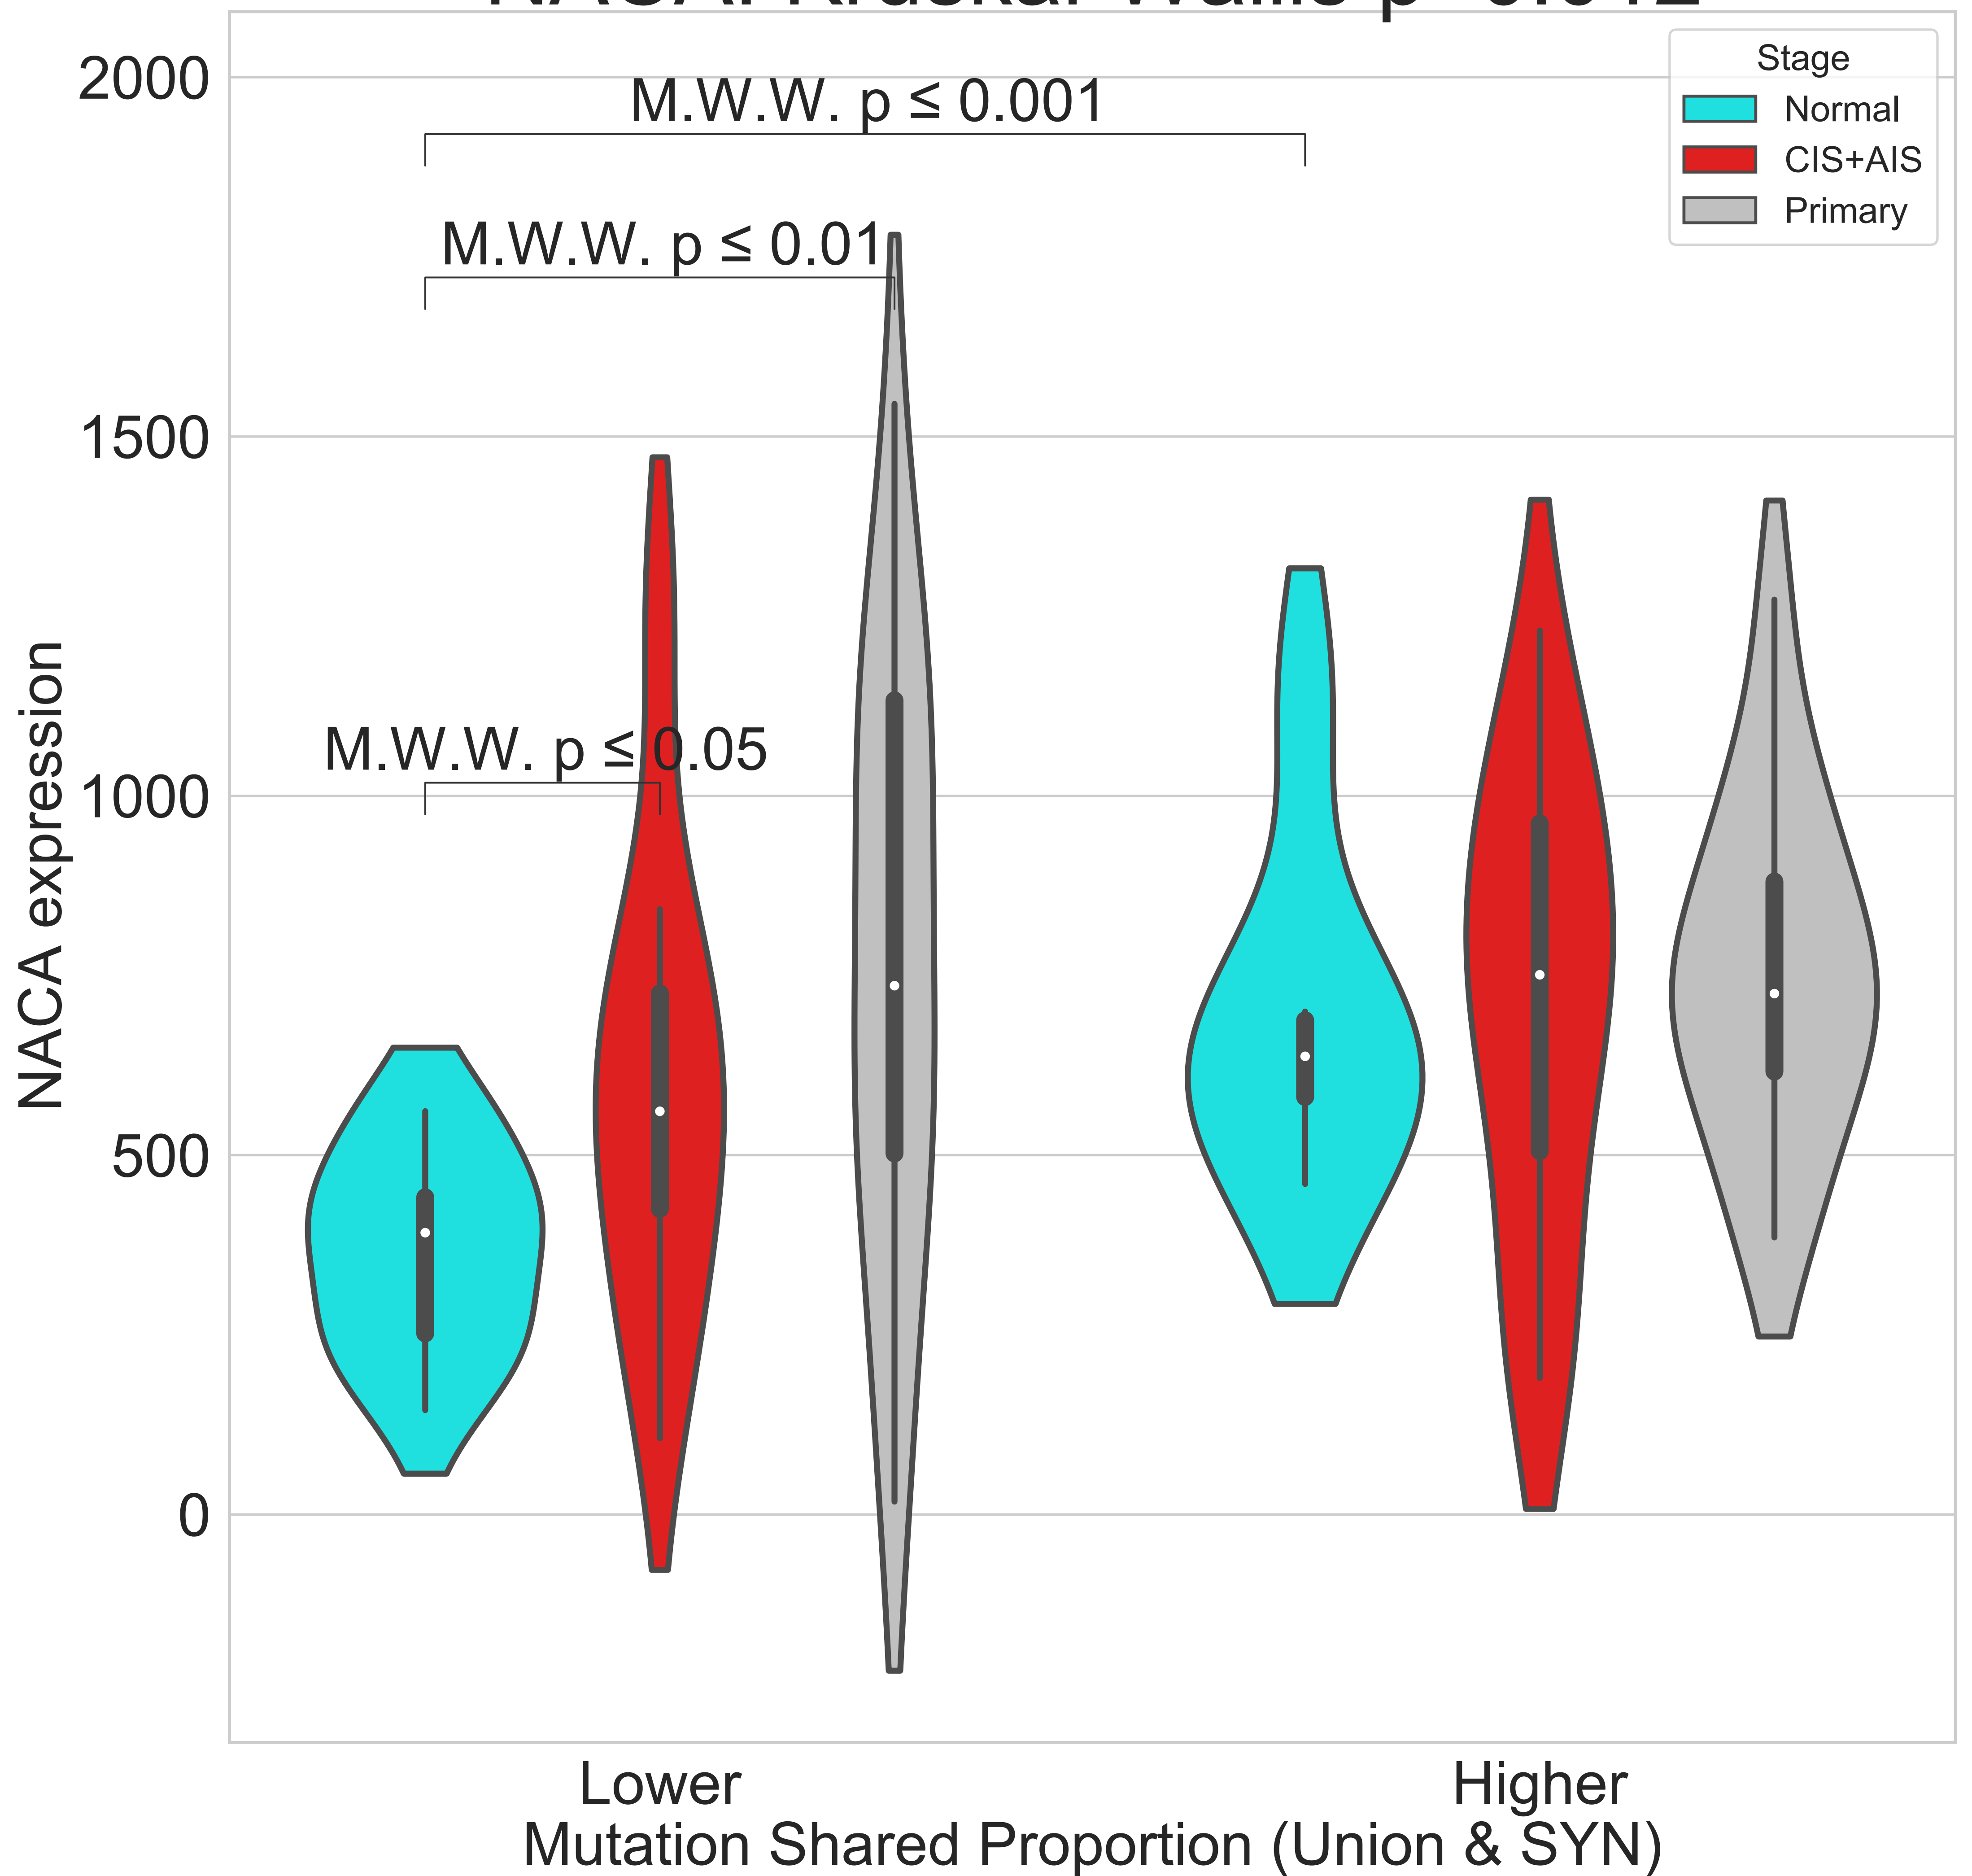 2000
M.W.W. p ≤ 0.001
Stage
Normal
CIS+AIS
Primary
M.W.W. p ≤ 0.01
1500
M.W.W. p ≤ 0.05
1000
NACA expression
500
0
Lower
Higher
Mutation Shared Proportion (Union & SYN)